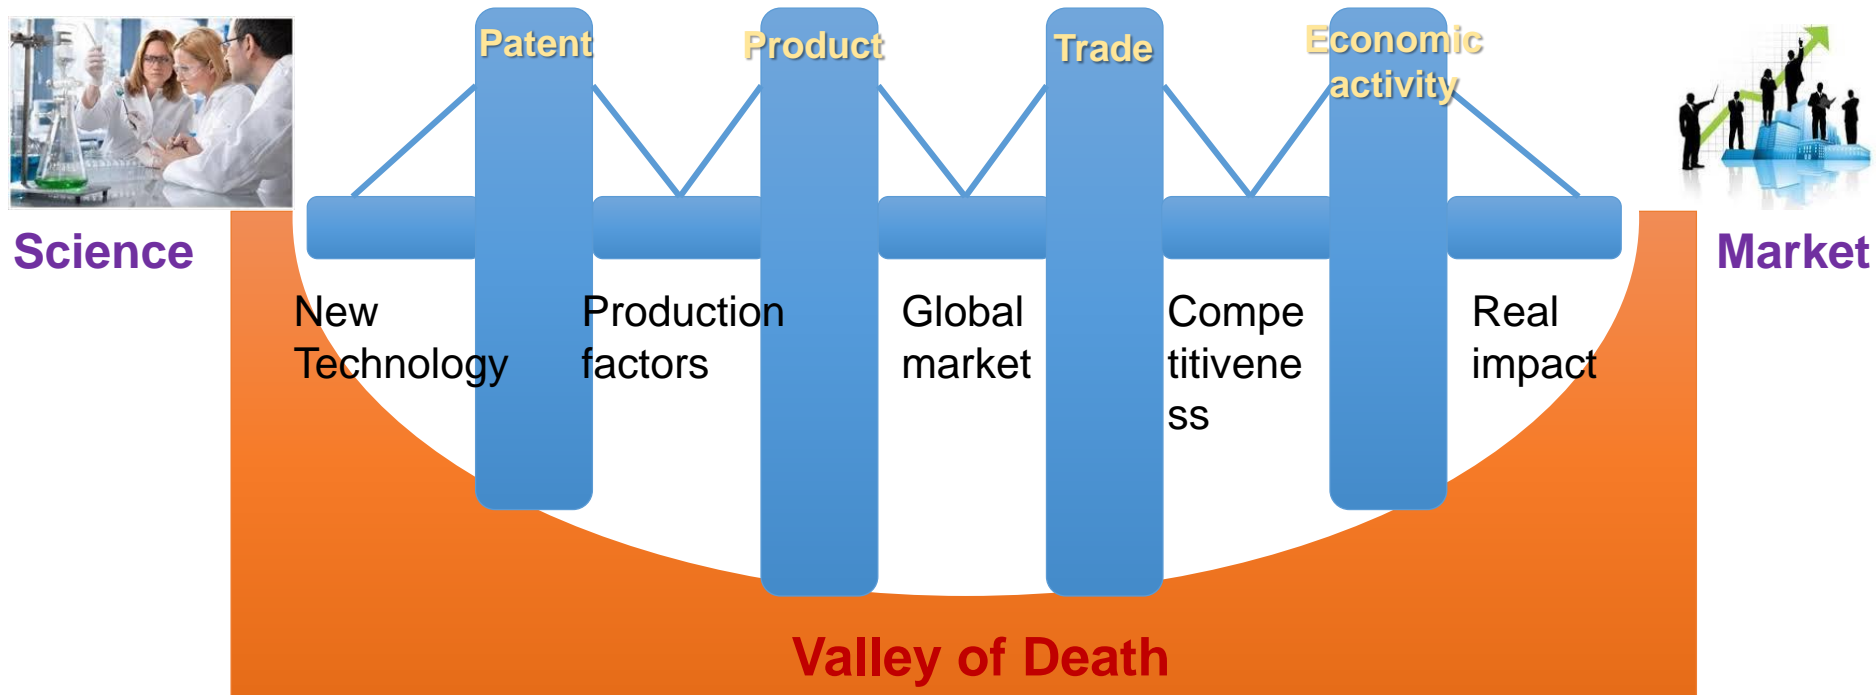 Patent
Product
Trade
Economic
activity
Science
Market
New
Technology
Production
factors
Global
market
Compe
titivene
ss
Real
impact
Valley of Death